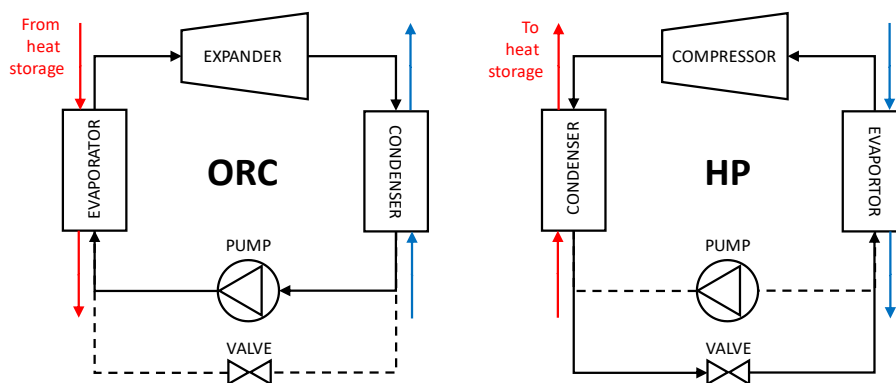 From
heat
storage
EXPANDER
EVAPORATOR
ORC
CONDENSER
PUMP
VALVE
To
heat
storage
COMPRESSOR
CONDENSER
HP
EVAPORTOR
PUMP
VALVE